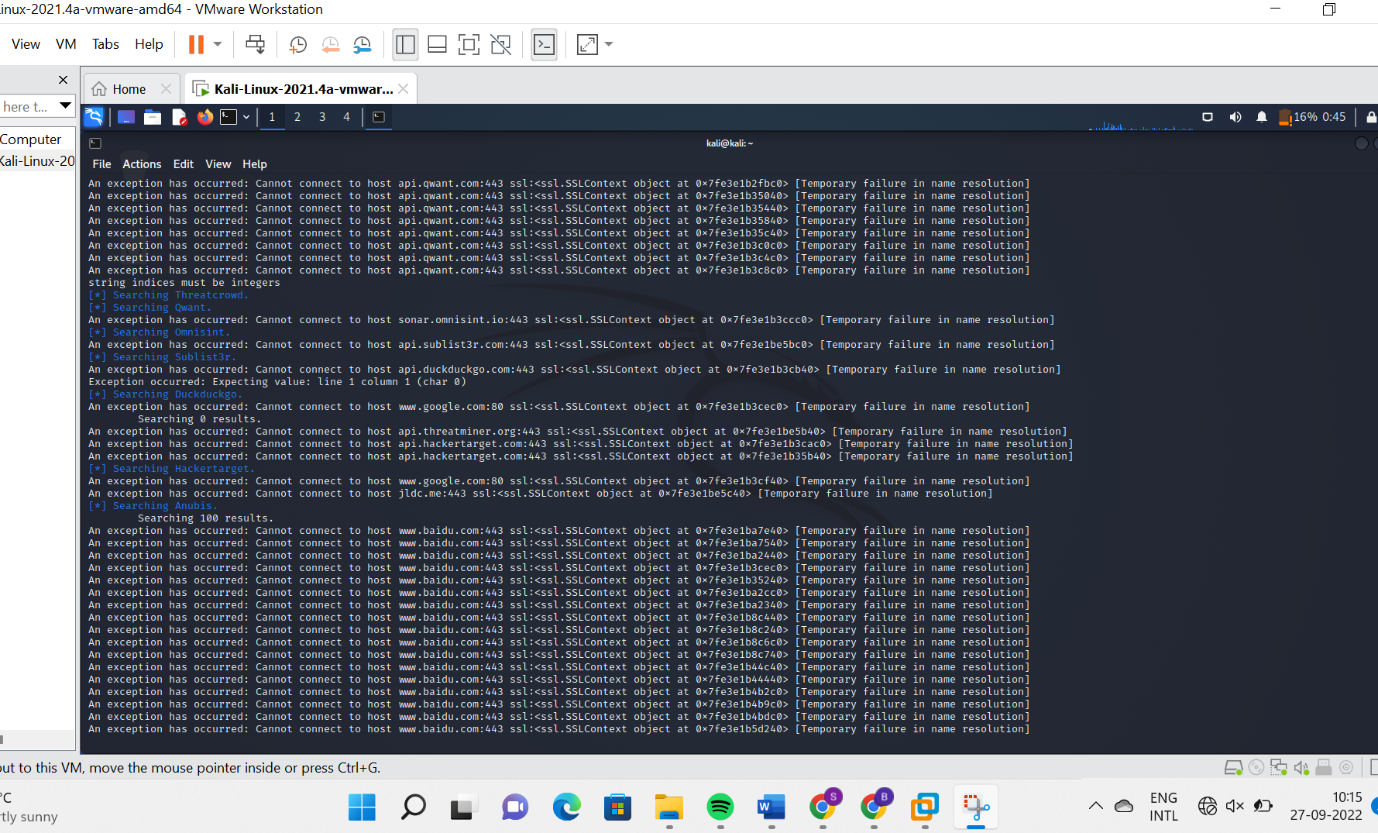 inux-2021.4a-vmware-amd64 - VMware Workstation
View VM Tabs Help
here t...
Home
Kali-Linux-2021.4a-vmwar...
1 2 3 4
16% 0:45
Computer
Kali-Linux-20
kali@kali: ~
File Actions Edit View Help
An exception has occurred: Cannot connect to host api.qwant.com:443 ssl:<ssl.SSLContext object at 0×7fe3e1b2fbc0> [Temporary failure in name resolution]
An exception has occurred: Cannot connect to host api.qwant.com:443 ssl:<ssl.SSLContext object at 0×7fe3e1b35040> [Temporary failure in name resolution]
An exception has occurred: Cannot connect to host api.qwant.com:443 ssl:<ssl.SSLContext object at 0×7fe3e1b35440> [Temporary failure in name resolution]
An exception has occurred: Cannot connect to host api.qwant.com:443 ssl:<ssl.SSLContext object at 0×7fe3e1b35840> [Temporary failure in name resolution]
An exception has occurred: Cannot connect to host api.qwant.com:443 ssl:<ssl.SSLContext object at 0×7fe3e1b35c40> [Temporary failure in name resolution]
An exception has occurred: Cannot connect to host api.qwant.com:443 ssl:<ssl.SSLContext object at 0×7fe3e1b3c0c0> [Temporary failure in name resolution]
An exception has occurred: Cannot connect to host api.qwant.com:443 ssl:<ssl.SSLContext object at 0×7fe3e1b3c4c0> [Temporary failure in name resolution]
An exception has occurred: Cannot connect to host api.qwant.com:443 ssl:<ssl.SSLContext object at 0×7fe3e1b3c8c0> [Temporary failure in name resolution]
string indices must be integers
[*] Searching Threatcrowd.
[*] Searching Qwant.
An exception has occurred: Cannot connect to host sonar.omnisint.io:443 ssl:<ssl.SSLContext object at 0×7fe3e1b3ccc0> [Temporary failure in name resolution]
[*] Searching Omnisint.
An exception has occurred: Cannot connect to host api.sublist3r.com:443 ssl:<ssl.SSLContext object at 0×7fe3e1be5bc0> [Temporary failure in name resolution]
[*] Searching Sublist3r.
An exception has occurred: Cannot connect to host api.duckduckgo.com:443 ssl:<ssl.SSLContext object at 0×7fe3e1b3cb40> [Temporary failure in name resolution]
Exception occurred: Expecting value: line 1 column 1 (char 0)
[*] Searching Duckduckgo.
An exception has occurred: Cannot connect to host www.google.com:80 ssl:<ssl.SSLContext object at 0×7fe3e1b3cec0> [Temporary failure in name resolution]
Searching 0 results.
An exception has occurred: Cannot connect to host api.threatminer.org:443 ssl:<ssl.SSLContext object at 0×7fe3e1be5b40> [Temporary failure in name resolution]
An exception has occurred: Cannot connect to host api.hackertarget.com:443 ssl:<ssl.SSLContext object at 0×7fe3e1b3cac0> [Temporary failure in name resolution]
An exception has occurred: Cannot connect to host api.hackertarget.com:443 ssl:<ssl.SSLContext object at 0×7fe3e1b35b40> [Temporary failure in name resolution]
[*] Searching Hackertarget.
An exception has occurred: Cannot connect to host www.google.com:80 ssl:<ssl.SSLContext object at 0×7fe3e1b3cf40> [Temporary failure in name resolution]
An exception has occurred: Cannot connect to host jldc.me:443 ssl:<ssl.SSLContext object at 0×7fe3e1be5c40> [Temporary failure in name resolution]
[*] Searching Anubis.
Searching 100 results.
An exception has occurred: Cannot connect to host www.baidu.com:443 ssl:<ssl.SSLContext object at 0×7fe3e1ba7e40> [Temporary failure in name resolution]
An exception has occurred: Cannot connect to host www.baidu.com:443 ssl:<ssl.SSLContext object at 0×7fe3e1ba7540> [Temporary failure in name resolution]
An exception has occurred: Cannot connect to host www.baidu.com:443 ssl:<ssl.SSLContext object at 0×7fe3e1ba2440> [Temporary failure in name resolution]
An exception has occurred: Cannot connect to host www.baidu.com:443 ssl:<ssl.SSLContext object at 0×7fe3e1b3cec0> [Temporary failure in name resolution]
An exception has occurred: Cannot connect to host www.baidu.com:443 ssl:<ssl.SSLContext object at 0×7fe3e1b35240> [Temporary failure in name resolution]
An exception has occurred: Cannot connect to host www.baidu.com:443 ssl:<ssl.SSLContext object at 0×7fe3e1ba2cc0> [Temporary failure in name resolution]
An exception has occurred: Cannot connect to host www.baidu.com:443 ssl:<ssl.SSLContext object at 0×7fe3e1ba2340> [Temporary failure in name resolution]
An exception has occurred: Cannot connect to host www.baidu.com:443 ssl:<ssl.SSLContext object at 0×7fe3e1b8c440> [Temporary failure in name resolution]
An exception has occurred: Cannot connect to host www.baidu.com:443 ssl:<ssl.SSLContext object at 0×7fe3e1b8c240> [Temporary failure in name resolution]
An exception has occurred: Cannot connect to host www.baidu.com:443 ssl:<ssl.SSLContext object at 0×7fe3e1b8c6c0> [Temporary failure in name resolution]
An exception has occurred: Cannot connect to host www.baidu.com:443 ssl:<ssl.SSLContext object at 0×7fe3e1b8c740> [Temporary failure in name resolution]
An exception has occurred: Cannot connect to host www.baidu.com:443 ssl:<ssl.SSLContext object at 0×7fe3e1b44c40> [Temporary failure in name resolution]
An exception has occurred: Cannot connect to host www.baidu.com:443 ssl:<ssl.SSLContext object at 0×7fe3e1b44440> [Temporary failure in name resolution]
An exception has occurred: Cannot connect to host www.baidu.com:443 ssl:<ssl.SSLContext object at 0×7fe3e1b4b2c0> [Temporary failure in name resolution]
An exception has occurred: Cannot connect to host www.baidu.com:443 ssl:<ssl.SSLContext object at 0×7fe3e1b4b9c0> [Temporary failure in name resolution]
An exception has occurred: Cannot connect to host www.baidu.com:443 ssl:<ssl.SSLContext object at 0×7fe3e1b4bdc0> [Temporary failure in name resolution]
An exception has occurred: Cannot connect to host www.baidu.com:443 ssl:<ssl.SSLContext object at 0×7fe3e1b5d240> [Temporary failure in name resolution]
out to this VM, move the mouse pointer inside or press Ctrl+G.
°C
rtly sunny
W
S
B
ENG
INTL
10:15
27-09-2022